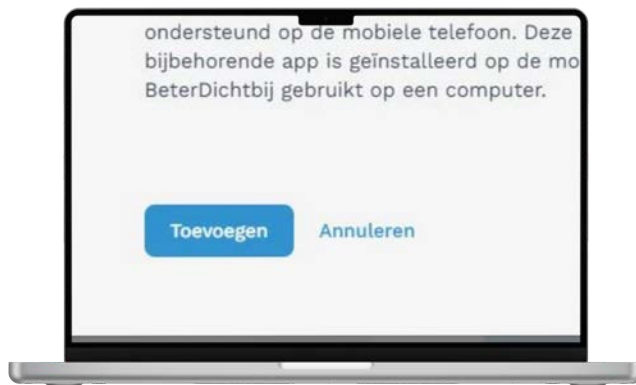 ondersteund op de mobiele telefoon. Deze
bijbehorende app is geïnstalleerd op de mo
BeterDichtbij gebruikt op een computer.
Toevoegen Annuleren